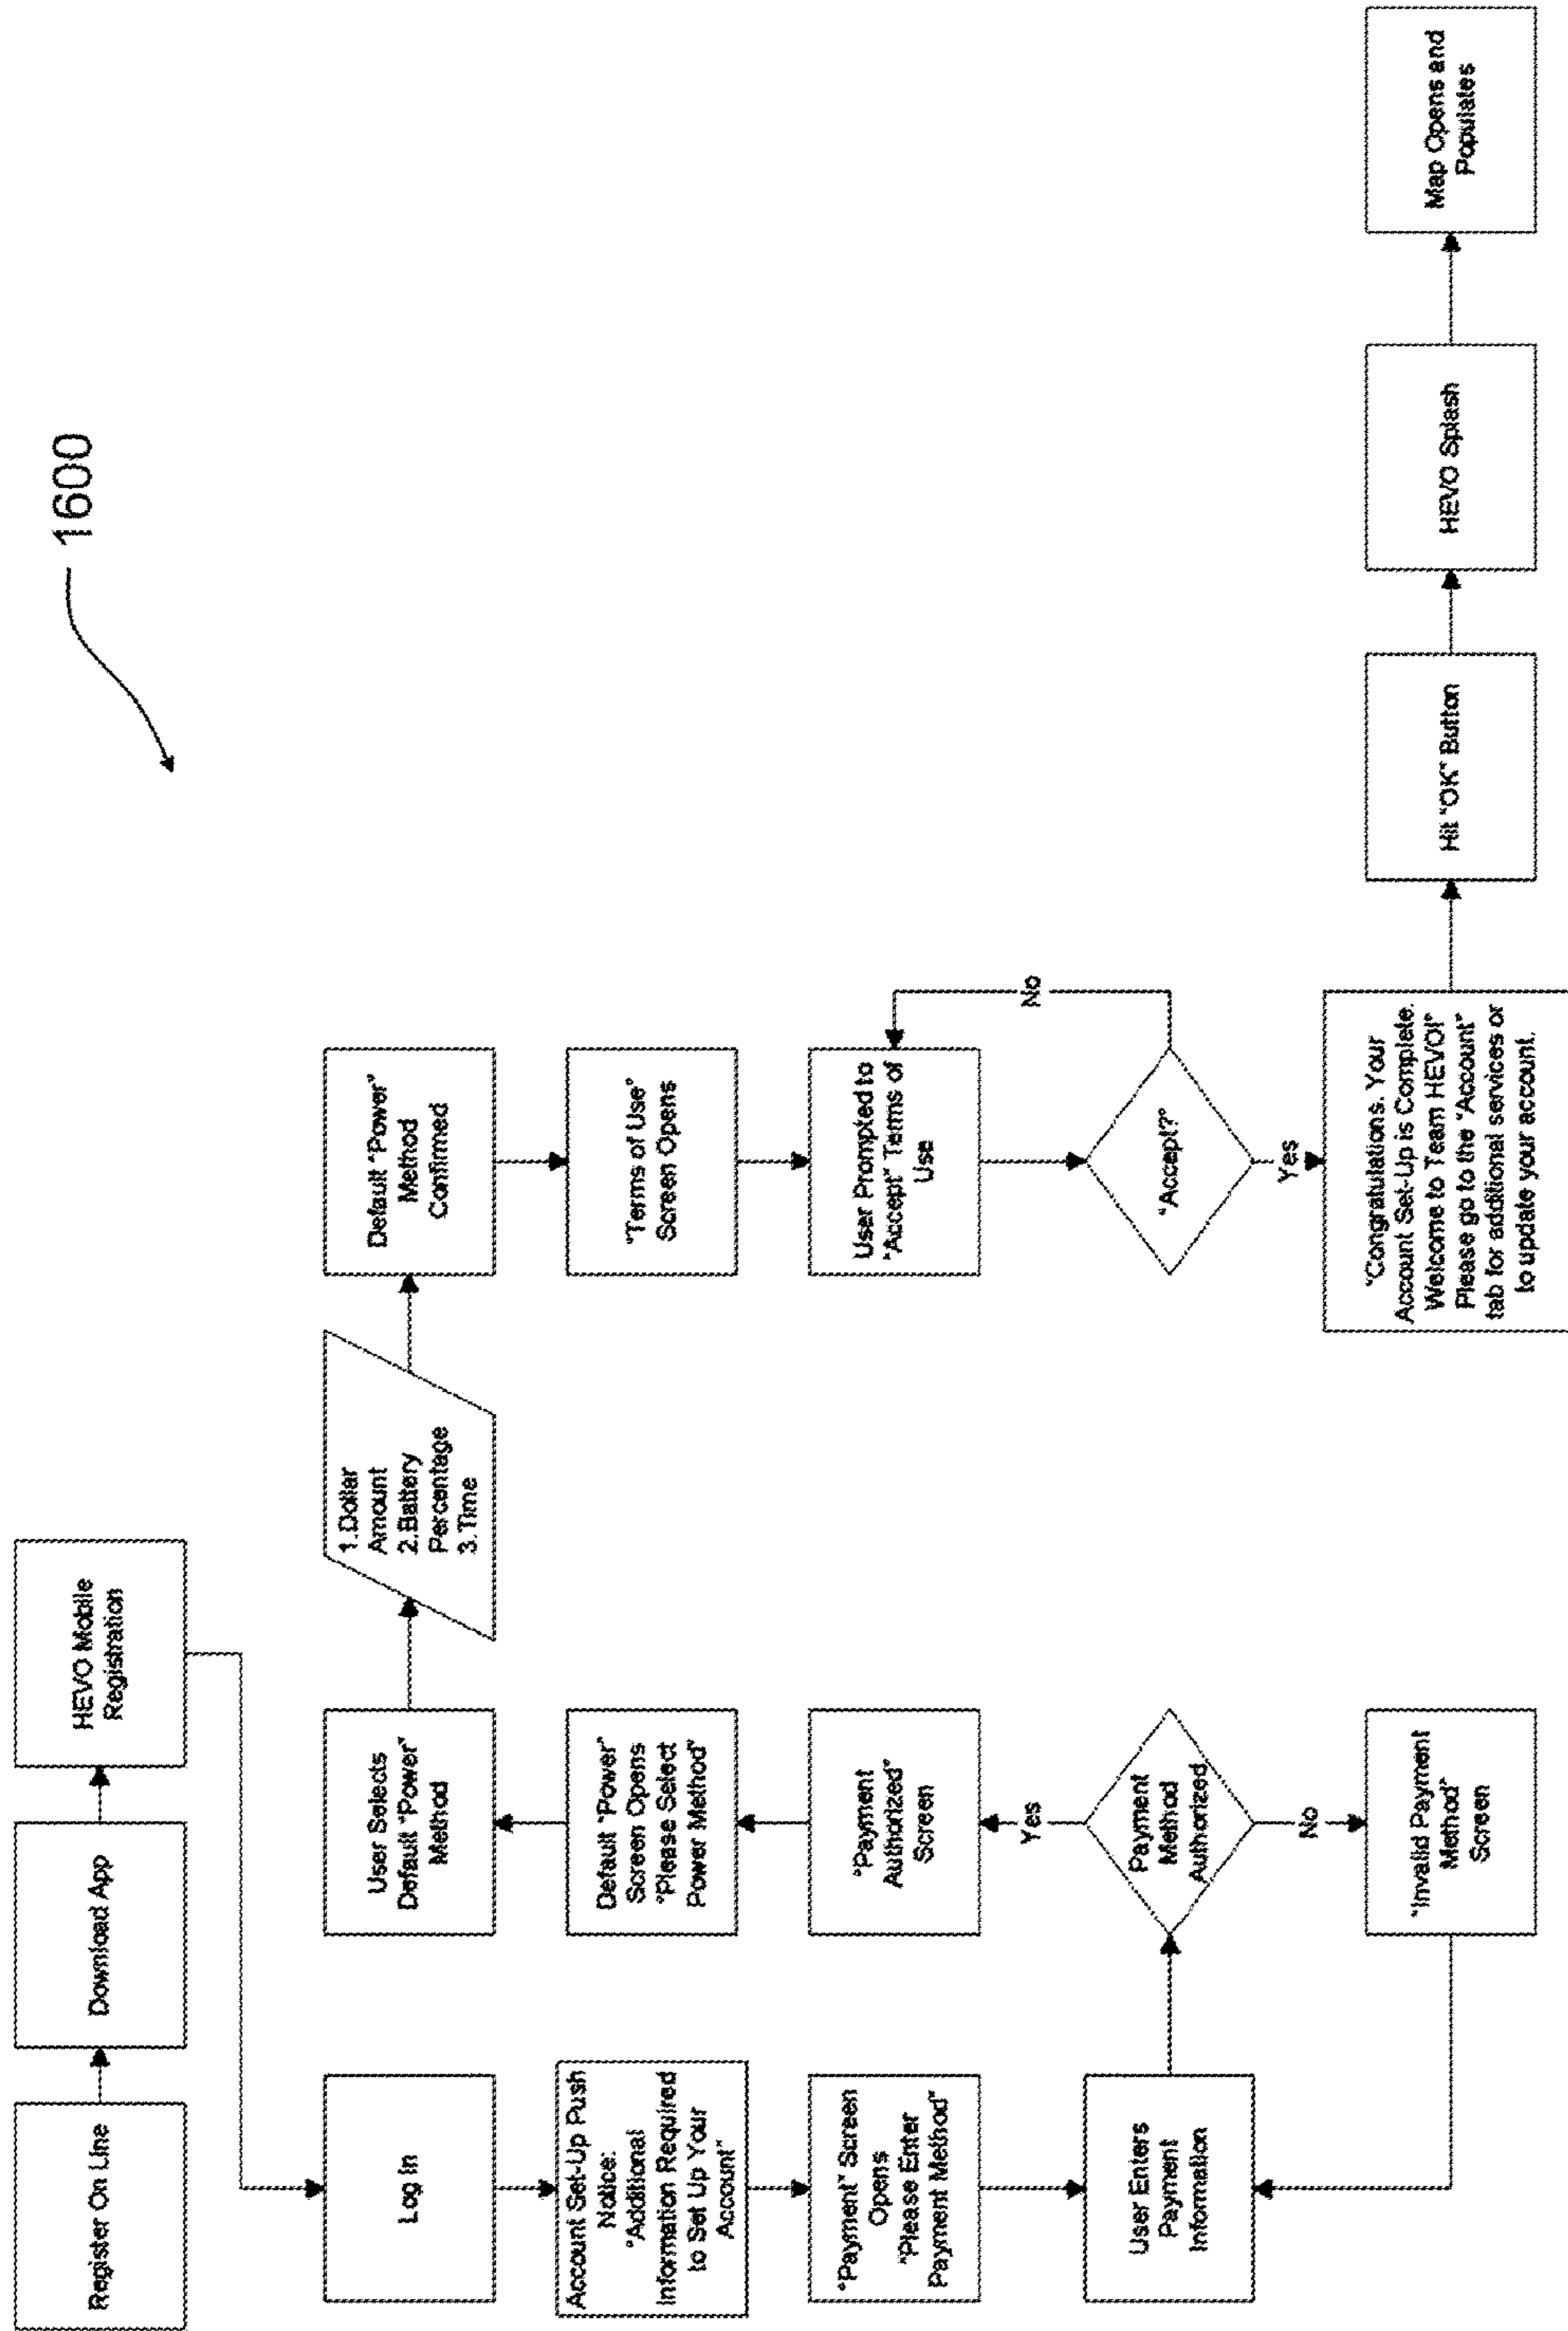 1600
Register On Line
Download App
HEVO Mobile
Registration
Log In
Account Set-Up Push
Notice:
"Additional
Information Required
to Set Up Your
Account"
"Payment" Screen
Opens
"Please Enter
Payment Method"
User Enters
Payment
Information
Payment
Method
Authorized
No
"Invalid Payment
Method"
Screen
Yes
"Payment
Authorized"
Screen
Default "Power"
Screen Opens
"Please Select
Power Method"
User Selects
Default "Power"
Method
1.Dollar
Amount
2.Battery
Percentage
3.Time
Default "Power"
Method
Confirmed
"Terms of Use"
Screen Opens
User Prompted to
"Accept" Terms of
Use
"Accept?"
No
Yes
"Congratulations. Your
Account Set-Up is Complete.
Welcome to Team HEVO!"
Please go to the "Account"
tab for additional services or
to update your account.
Hit "OK" Button
HEVO Splash
Map Opens and
Populates